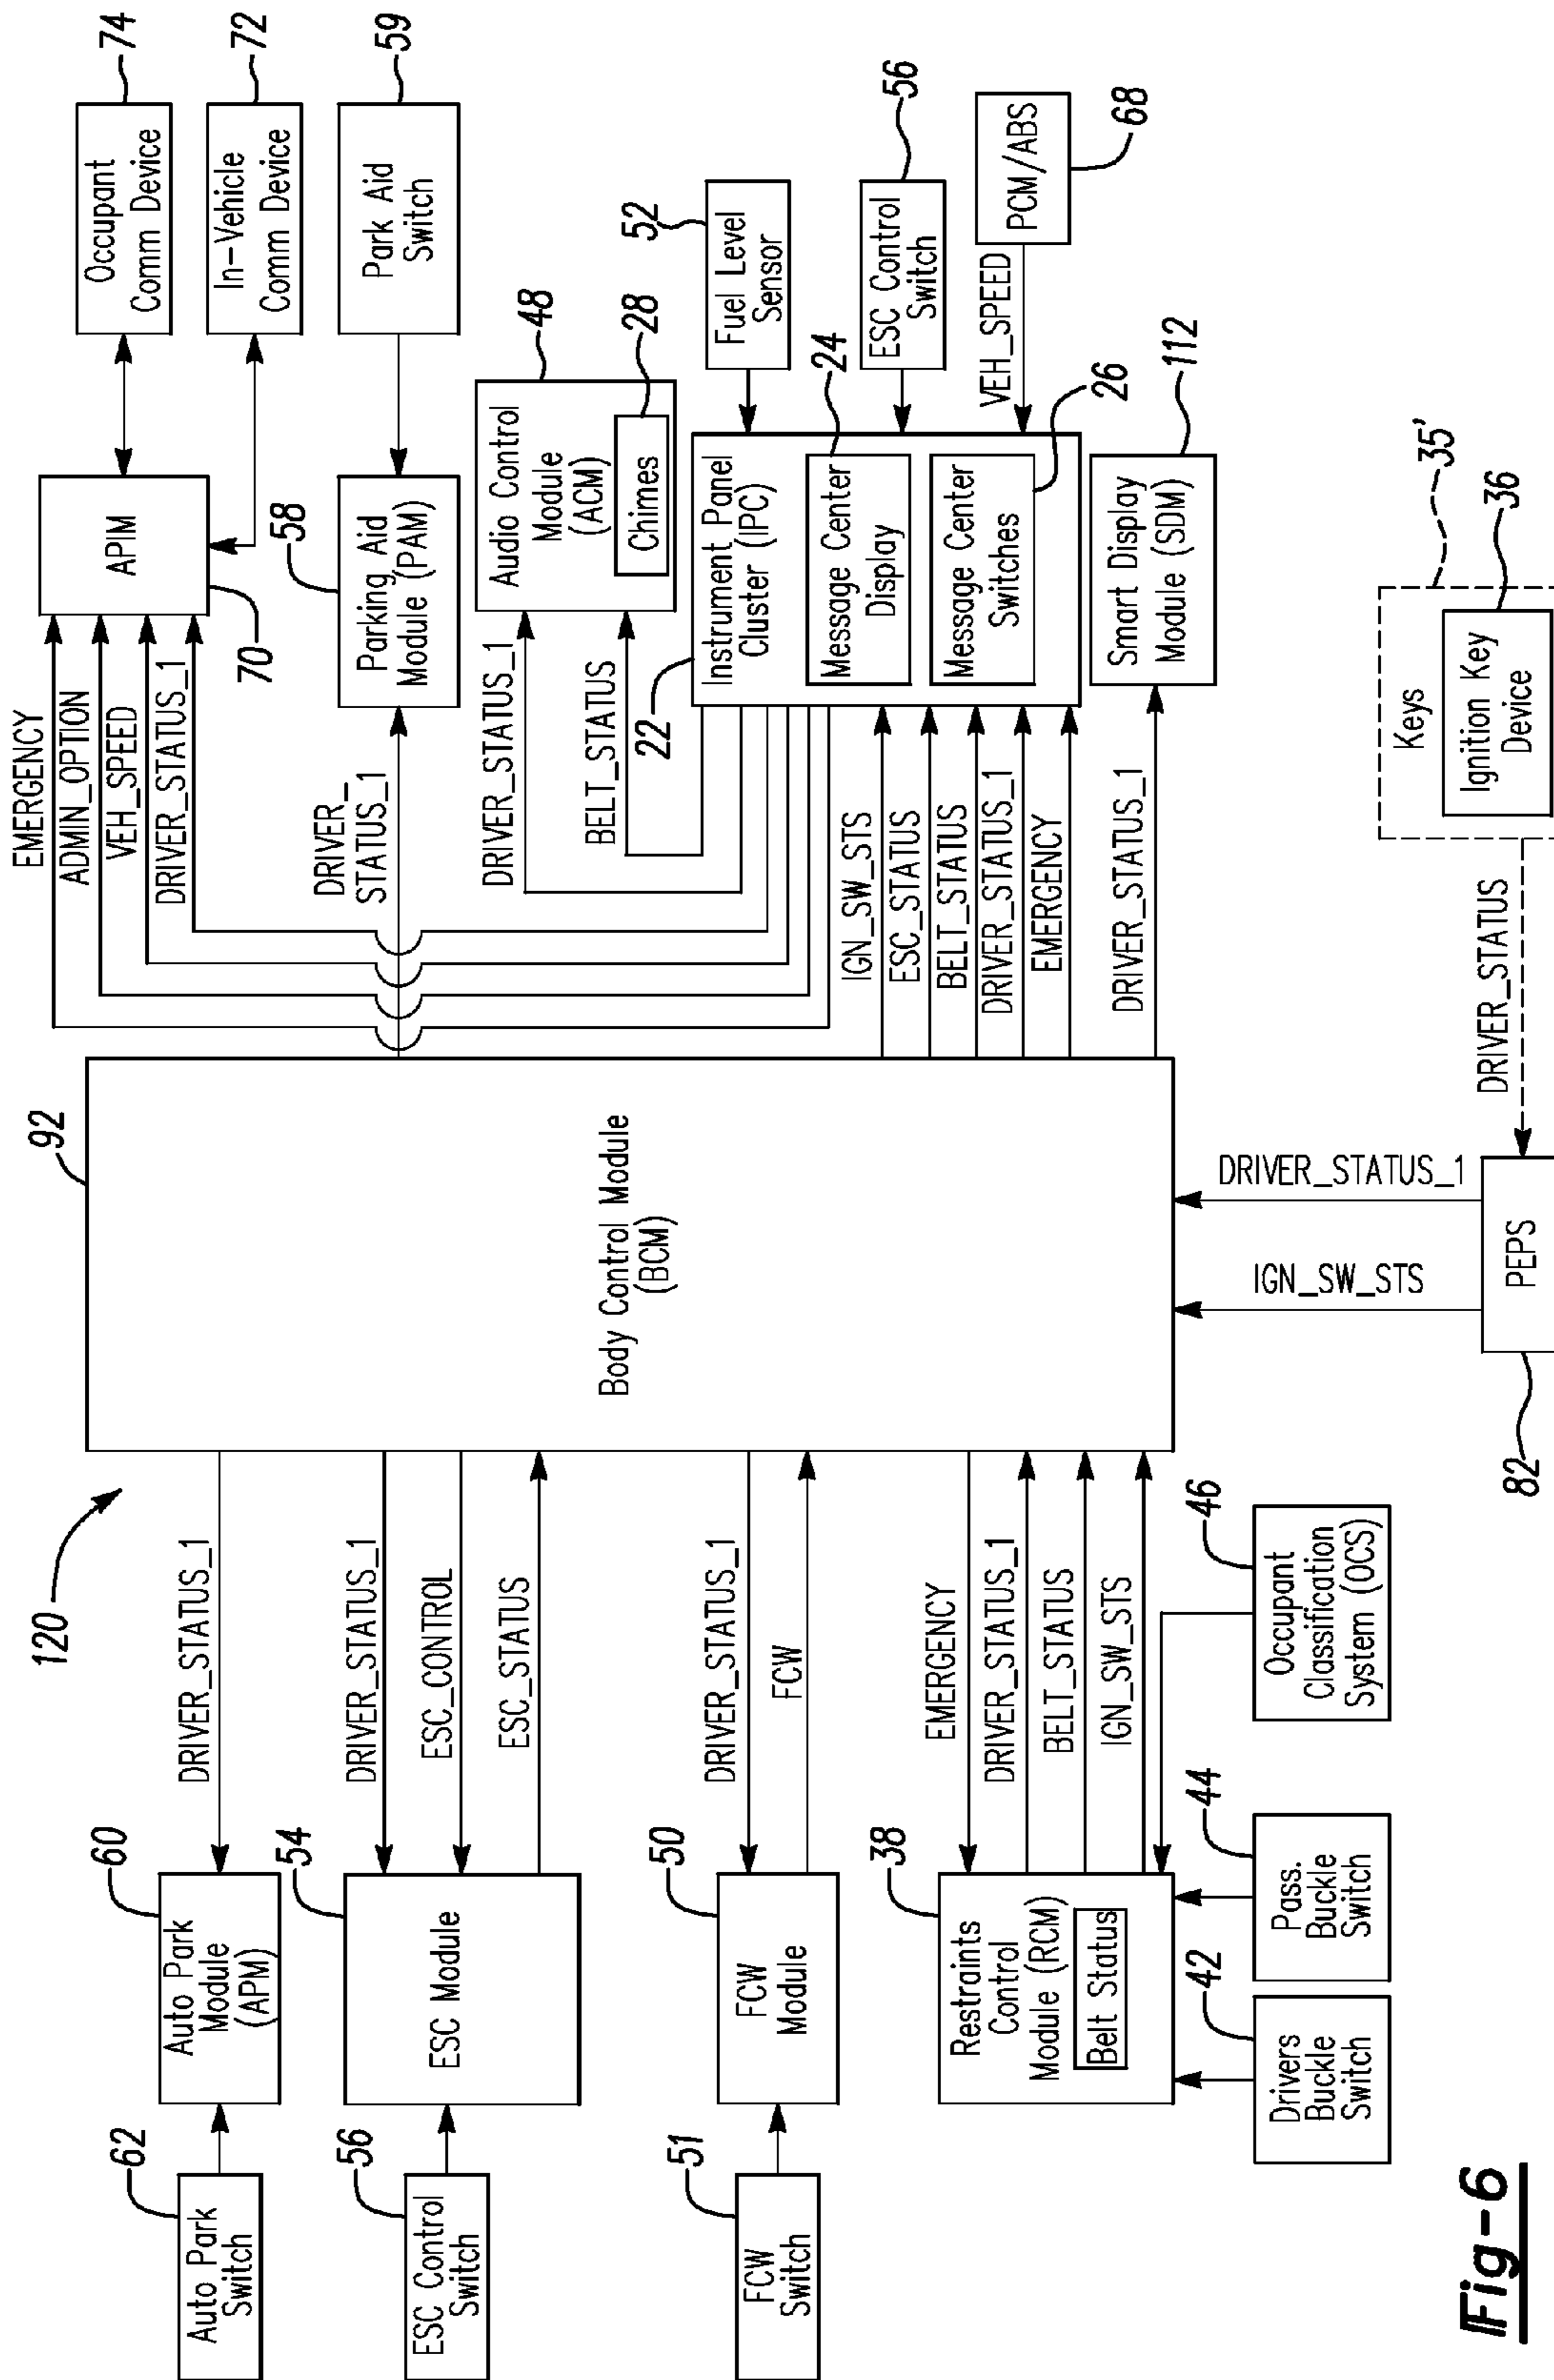 120
92
Body Control Module
(BCM)
62
Auto Park
Switch
60
Auto Park
Module
(APM)
DRIVER_STATUS_1
56
ESC Control
Switch
54
ESC Module
DRIVER_STATUS_1
ESC_CONTROL
ESC_STATUS
51
FCW
Switch
50
FCW
Module
DRIVER_STATUS_1
FCW
38
Restraints
Control
Module (RCM)
Belt Status
EMERGENCY
DRIVER_STATUS_1
BELT_STATUS
IGN_SW_STS
42
Drivers
Buckle
Switch
44
Pass.
Buckle
Switch
46
Occupant
Classification
System (OCS)
82
PEPS
IGN_SW_STS
DRIVER_STATUS_1
DRIVER_STATUS
35'
Keys
36
Ignition Key
Device
EMERGENCY
ADMIN_OPTION
VEH_SPEED
DRIVER_STATUS_1
70
APIM
74
Occupant
Comm Device
72
In-Vehicle
Comm Device
DRIVER_
STATUS_1
58
Parking Aid
Module (PAM)
59
Park Aid
Switch
DRIVER_STATUS_1
BELT_STATUS
48
Audio Control
Module
(ACM)
28
Chimes
22
Instrument Panel
Cluster (IPC)
24
Message Center
Display
26
Message Center
Switches
52
Fuel Level
Sensor
56
ESC Control
Switch
VEH_SPEED
68
PCM/ABS
IGN_SW_STS
ESC_STATUS
BELT_STATUS
DRIVER_STATUS_1
EMERGENCY
DRIVER_STATUS_1
112
Smart Display
Module (SDM)
Fig-6